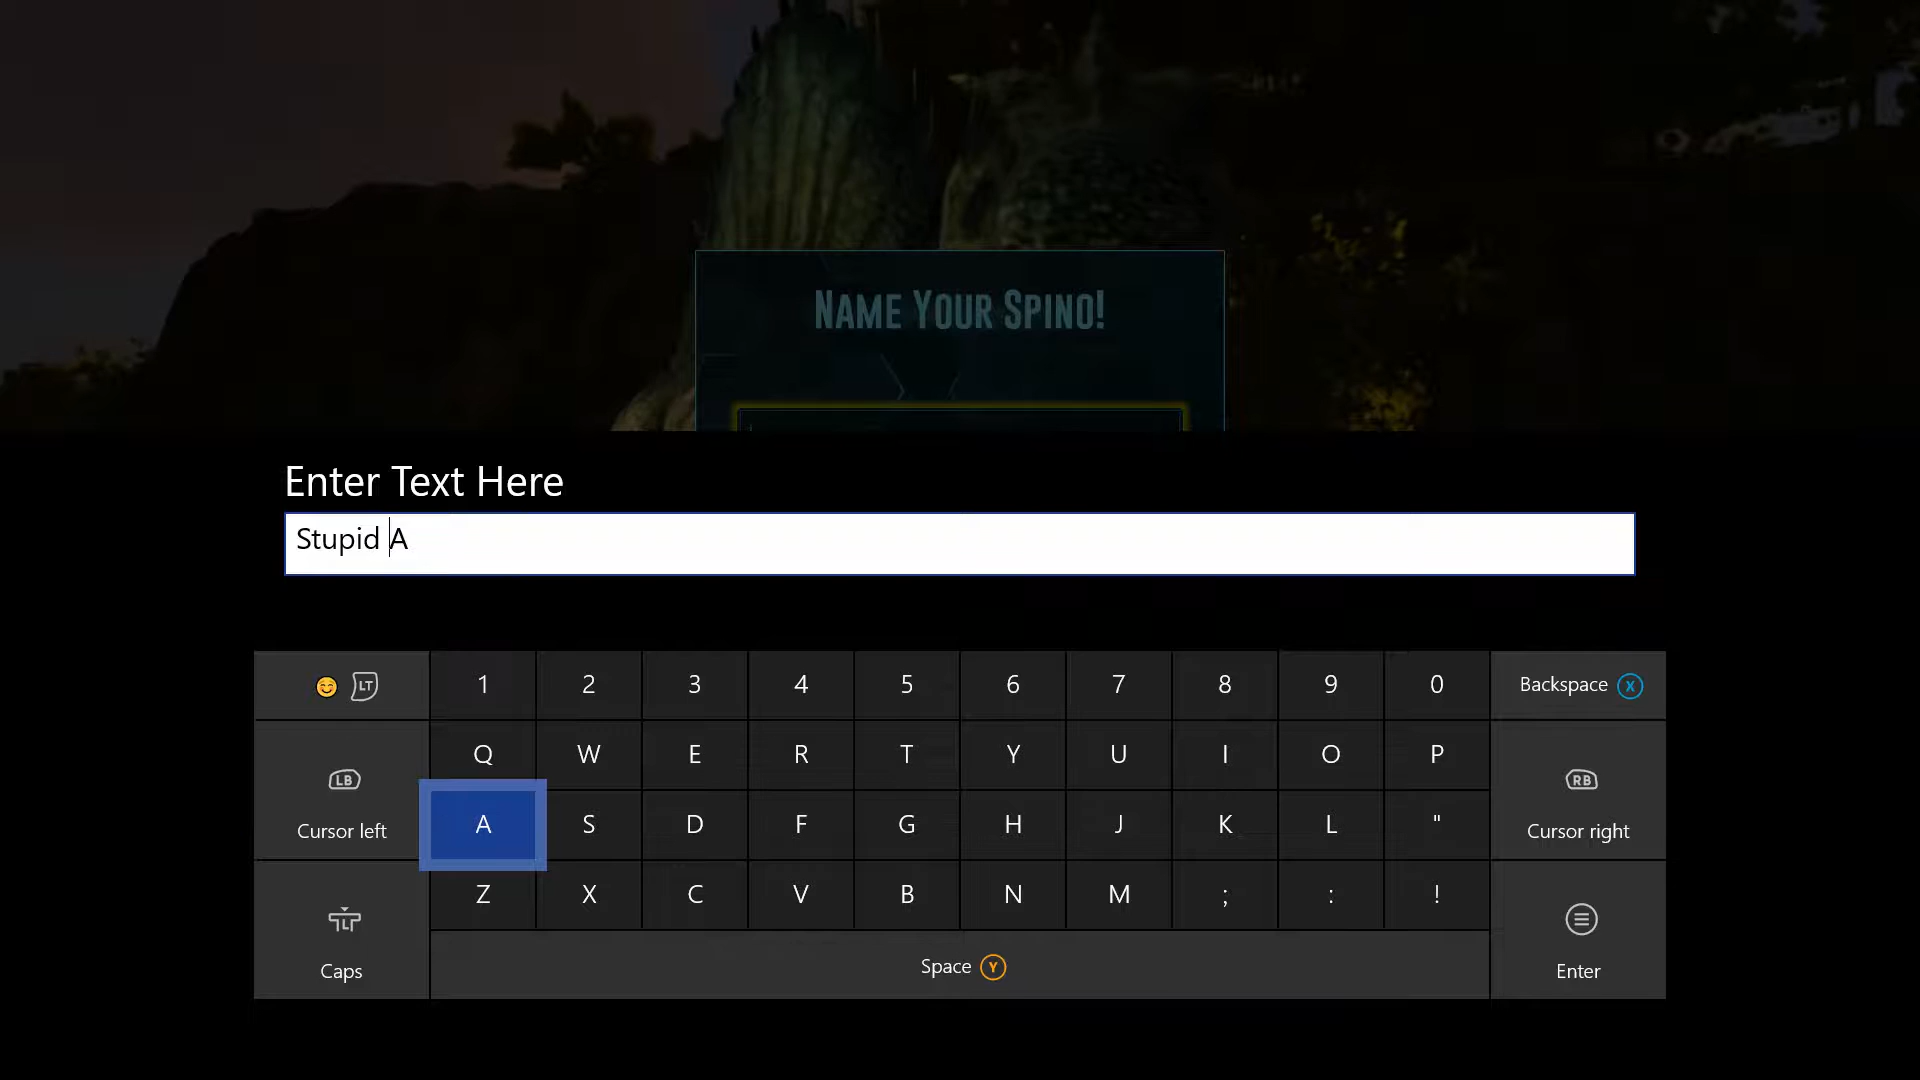 NAME YOUR SPINO!
Enter Text Here
Stupid A
LT 1 2 3 4 5 6 7 8 9 0 Backspace X
Q W E R T Y U I O P
LB RB
A S D F G H J K L "
Cursor left Cursor right
Z X C V B N M ; : !
Caps Space Y Enter